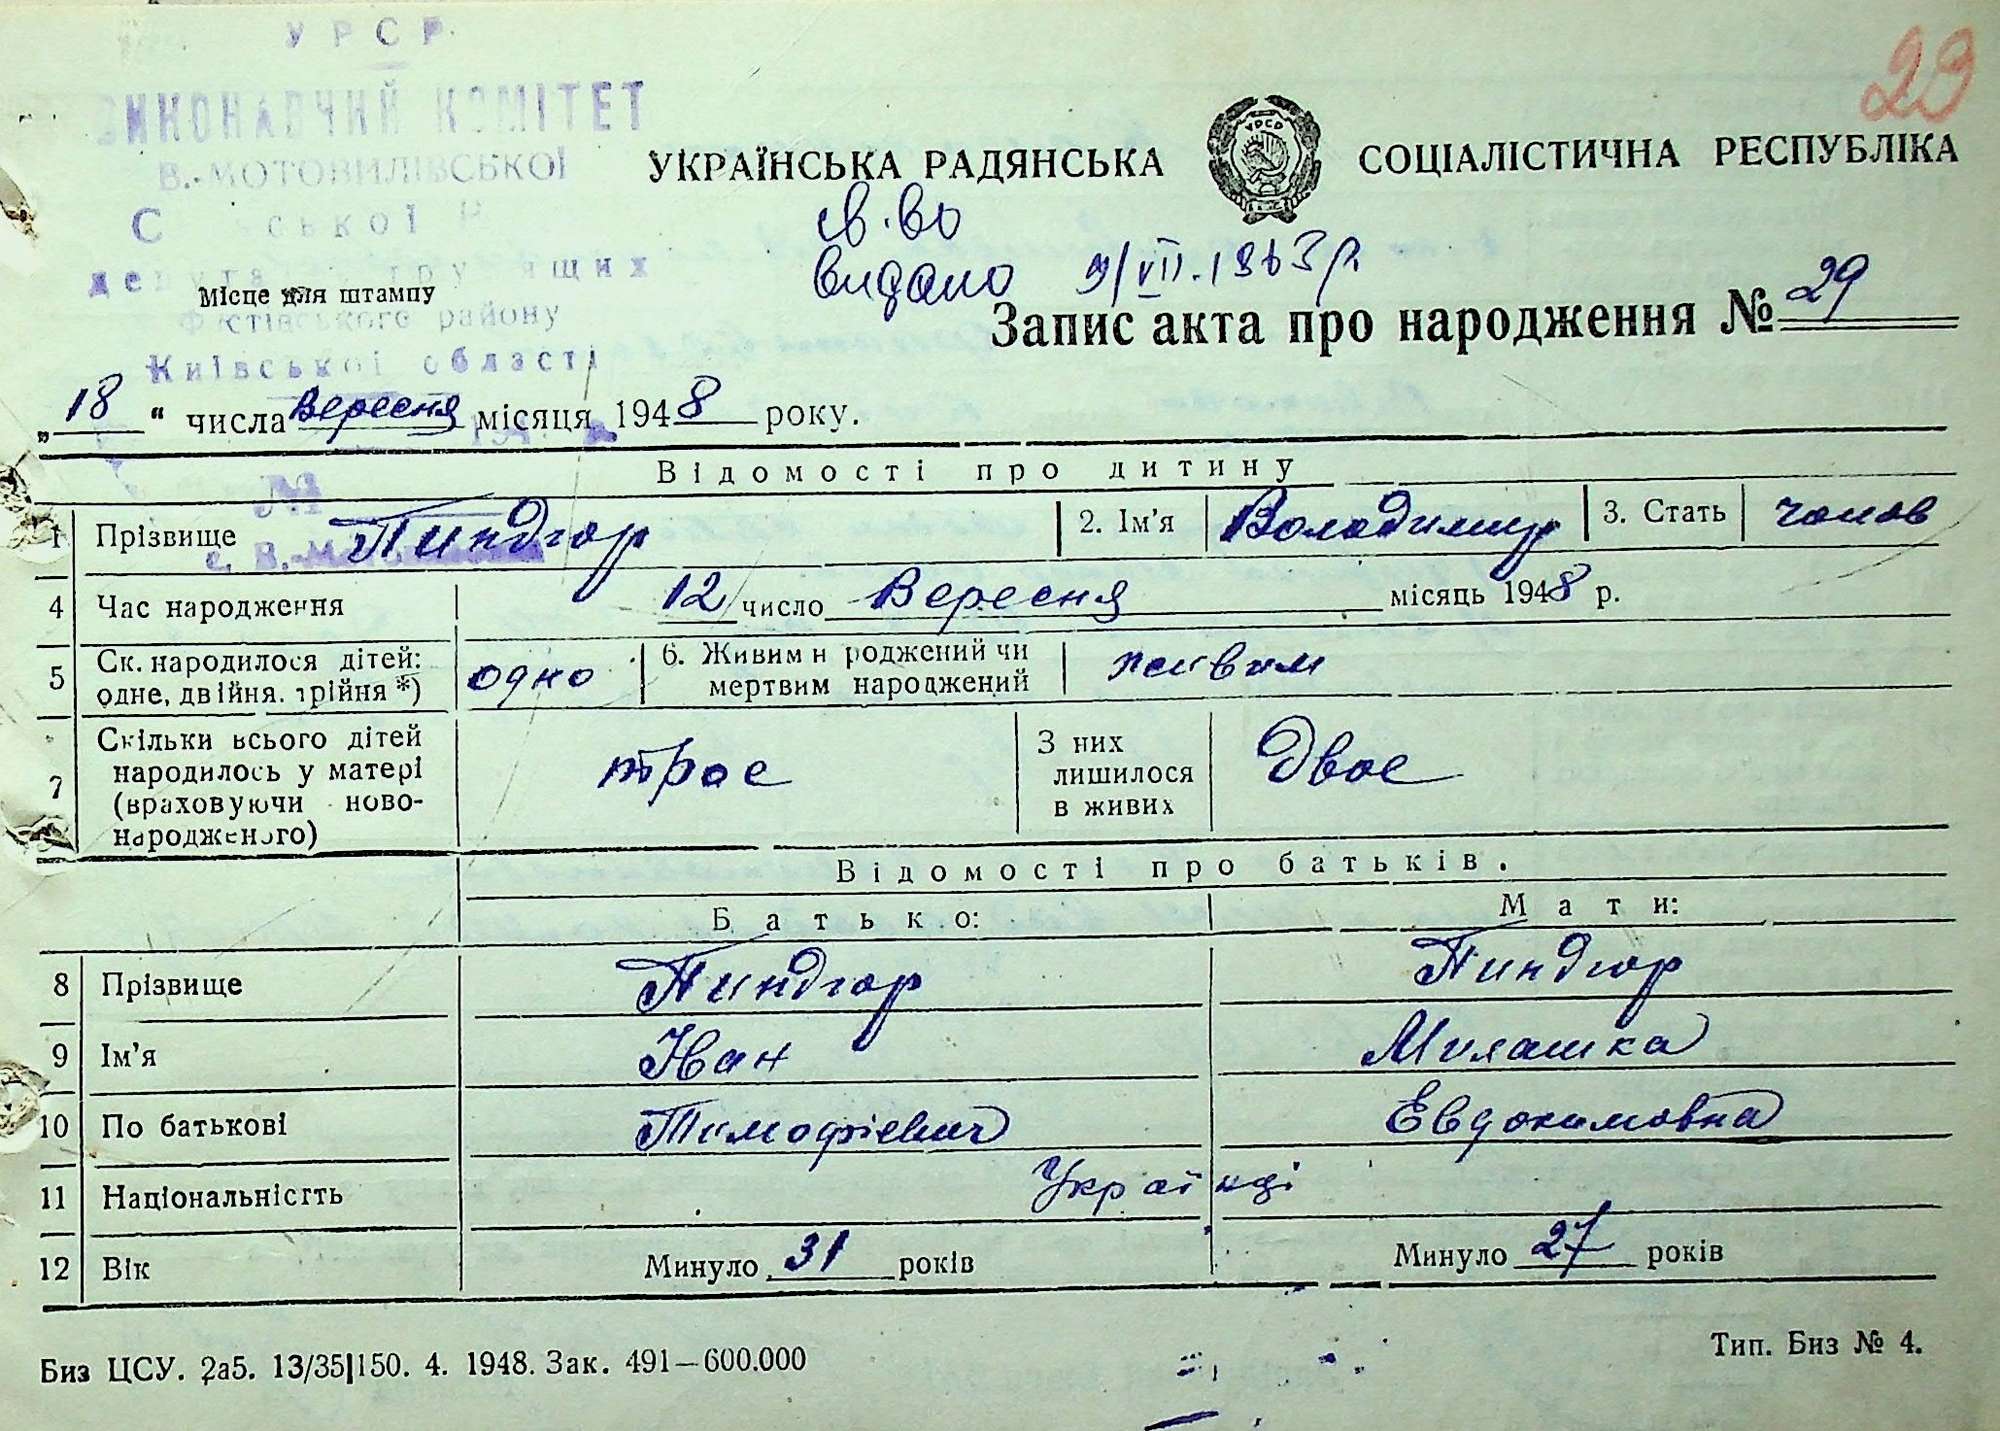 УРСР
ВИКОНАВЧИЙ КОМІТЕТ
В.-МОТОВИЛІВСЬКОЇ
29
УКРАЇНСЬКА РАДЯНСЬКА СОЦІАЛІСТИЧНА РЕСПУБЛІКА
УРСР
св.во
видано 9/VII.1963 р.
Місце для штампу
району
Київської області
Запис акта про народження № 29
„18“ числа Вересня місяця 1948 року.
Відомості про дитину
1 Прізвище Пиндюр 2. Ім'я Володимир 3. Стать чолов
с. В.-
4 Час народження 12 число Вересня місяць 1948 р.
5 Ск. народилося дітей: одно 6. Живим н роджений чи живим
одне, двійня, трійня *) мертвим народжений
7 Скільки всього дітей З них
народилось у матері троє лишилося двоє
(враховуючи ново- в живих
народженого)
Відомості про батьків.
Батько: Мати:
8 Прізвище Пиндюр Пиндюр
9 Ім'я Іван Милашка
10 По батькові Тимофієвич Евдокимовна
11 Національність Українці
12 Вік Минуло 31 років Минуло 27 років
Биз ЦСУ. 2а5. 13/35|150. 4. 1948. Зак. 491—600.000
Тип. Биз № 4.